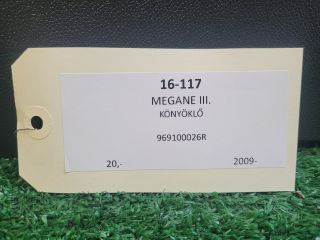 16-117
MEGANE III.
KÖNYÖKLŐ
969100026R
20,- 2009-